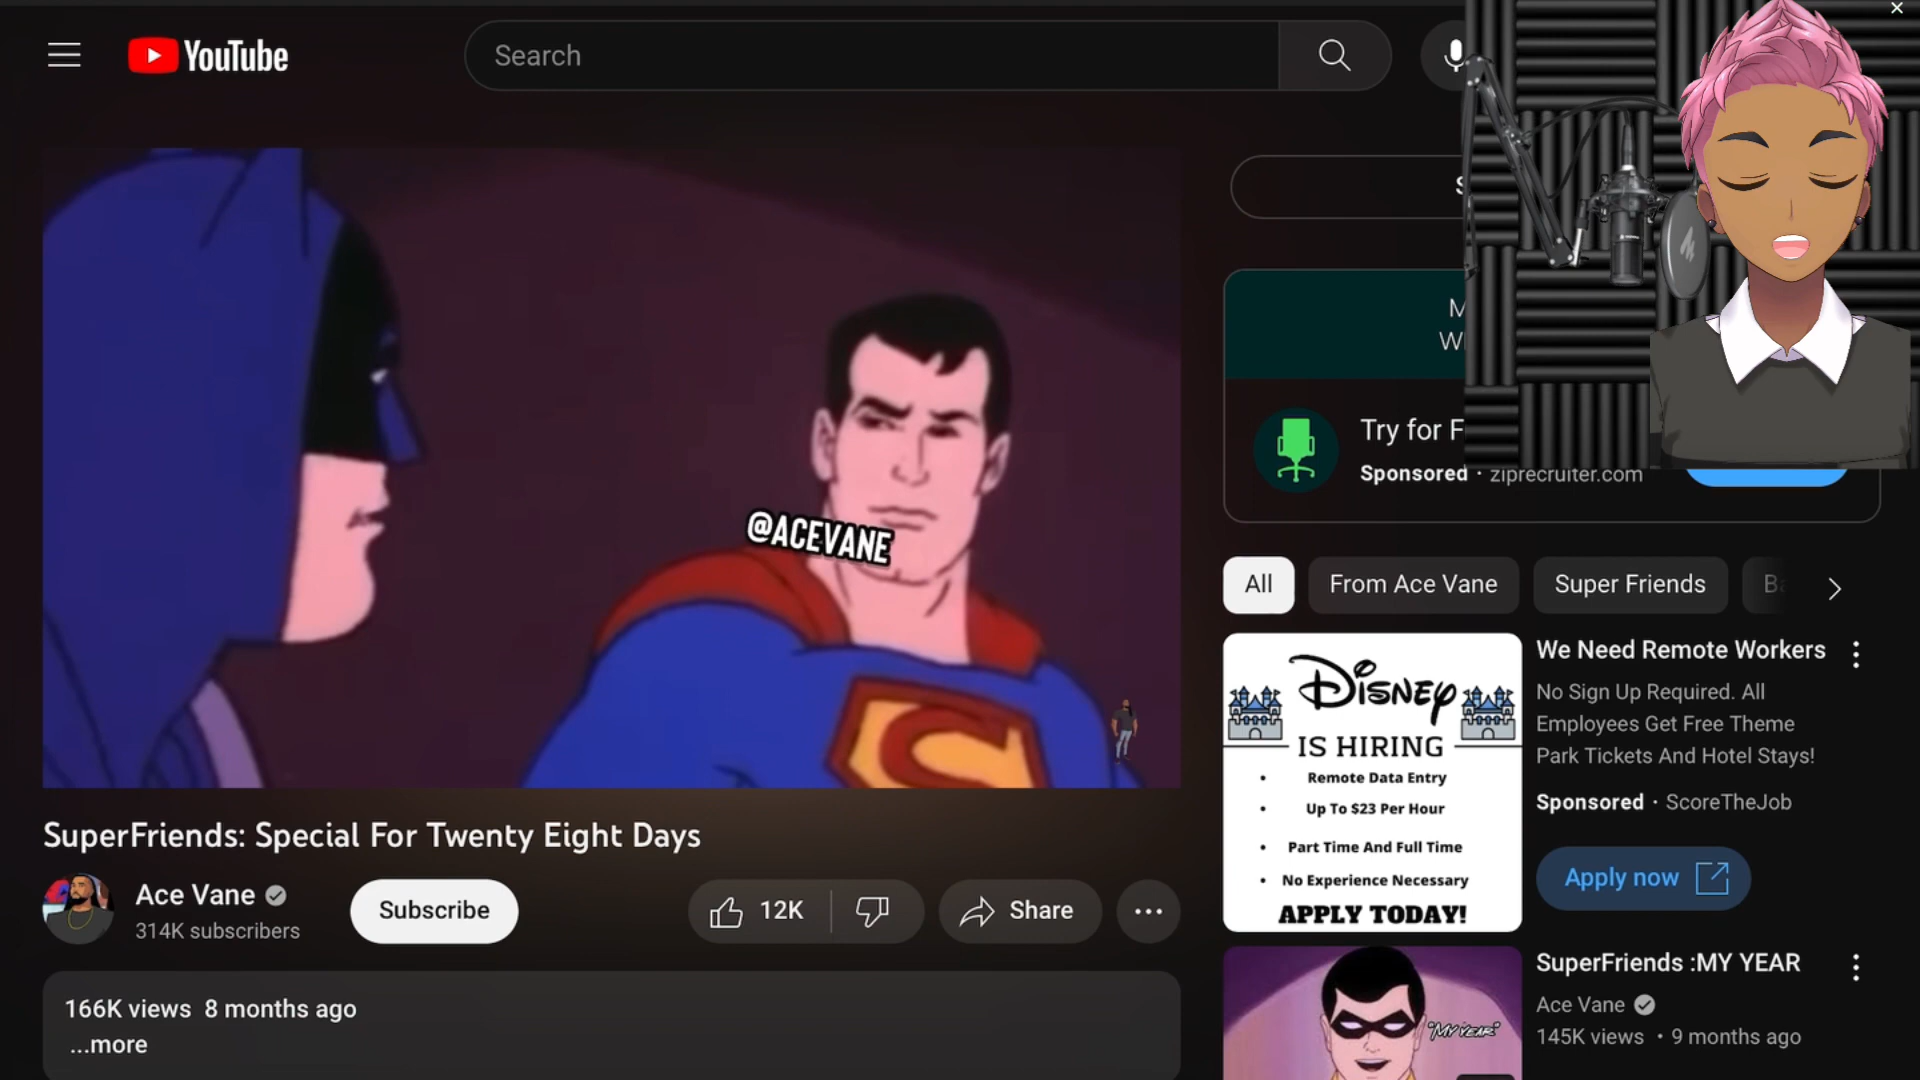 YouTube
Search
@ACEVANE
Try for F
Sponsored · ziprecruiter.com
All
From Ace Vane
Super Friends
DISNEY
IS HIRING
• Remote Data Entry
• Up To $23 Per Hour
• Part Time And Full Time
• No Experience Necessary
APPLY TODAY!
We Need Remote Workers
No Sign Up Required. All
Employees Get Free Theme
Park Tickets And Hotel Stays!
Sponsored · ScoreTheJob
Apply now
SuperFriends: Special For Twenty Eight Days
Ace Vane
314K subscribers
Subscribe
12K
Share
166K views 8 months ago
...more
"MY YEAR"
SuperFriends :MY YEAR
Ace Vane
145K views • 9 months ago